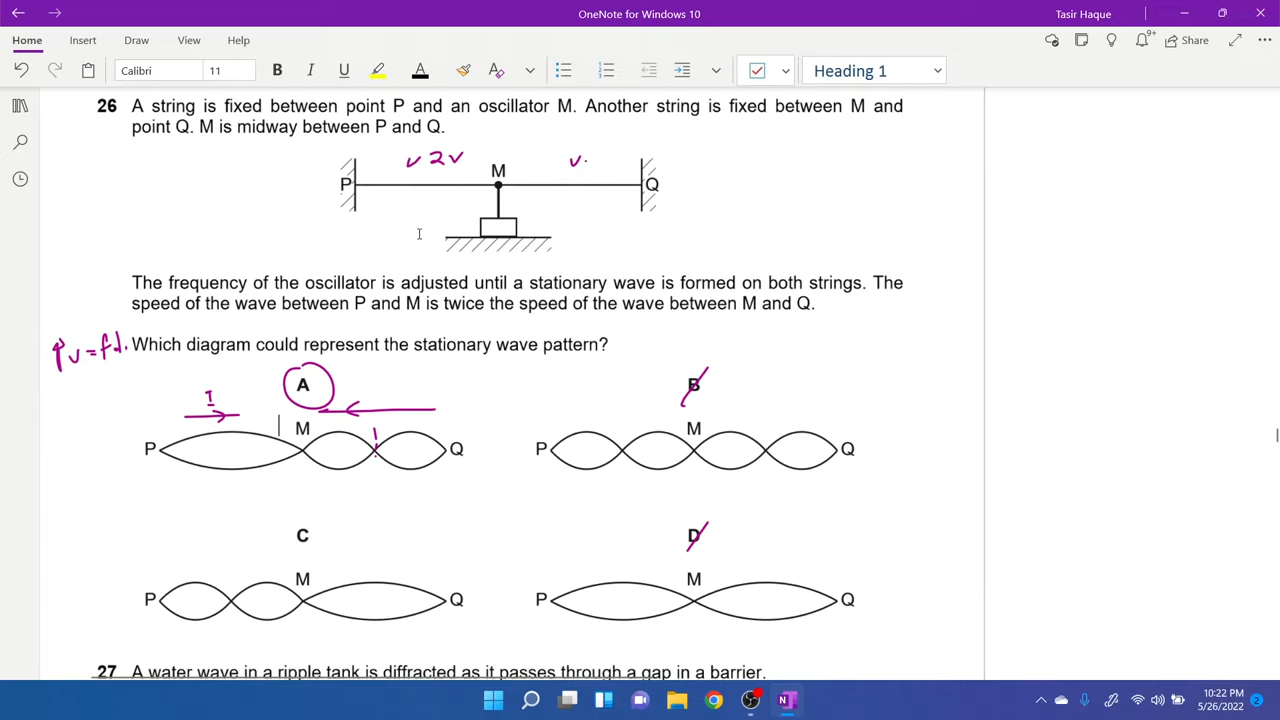 OneNote for Windows 10
Tasir Haque
Home Insert Draw View Help
9+
Share
Calibri 11 B I U A Heading 1
26 A string is fixed between point P and an oscillator M. Another string is fixed between M and
point Q. M is midway between P and Q.
v 2v v.
P M Q
The frequency of the oscillator is adjusted until a stationary wave is formed on both strings. The
speed of the wave between P and M is twice the speed of the wave between M and Q.
v=fλ.
Which diagram could represent the stationary wave pattern?
A B
I
M M
P Q P Q
C D
M M
P Q P Q
27 A water wave in a ripple tank is diffracted as it passes through a gap in a barrier.
10:22 PM
5/26/2022
2